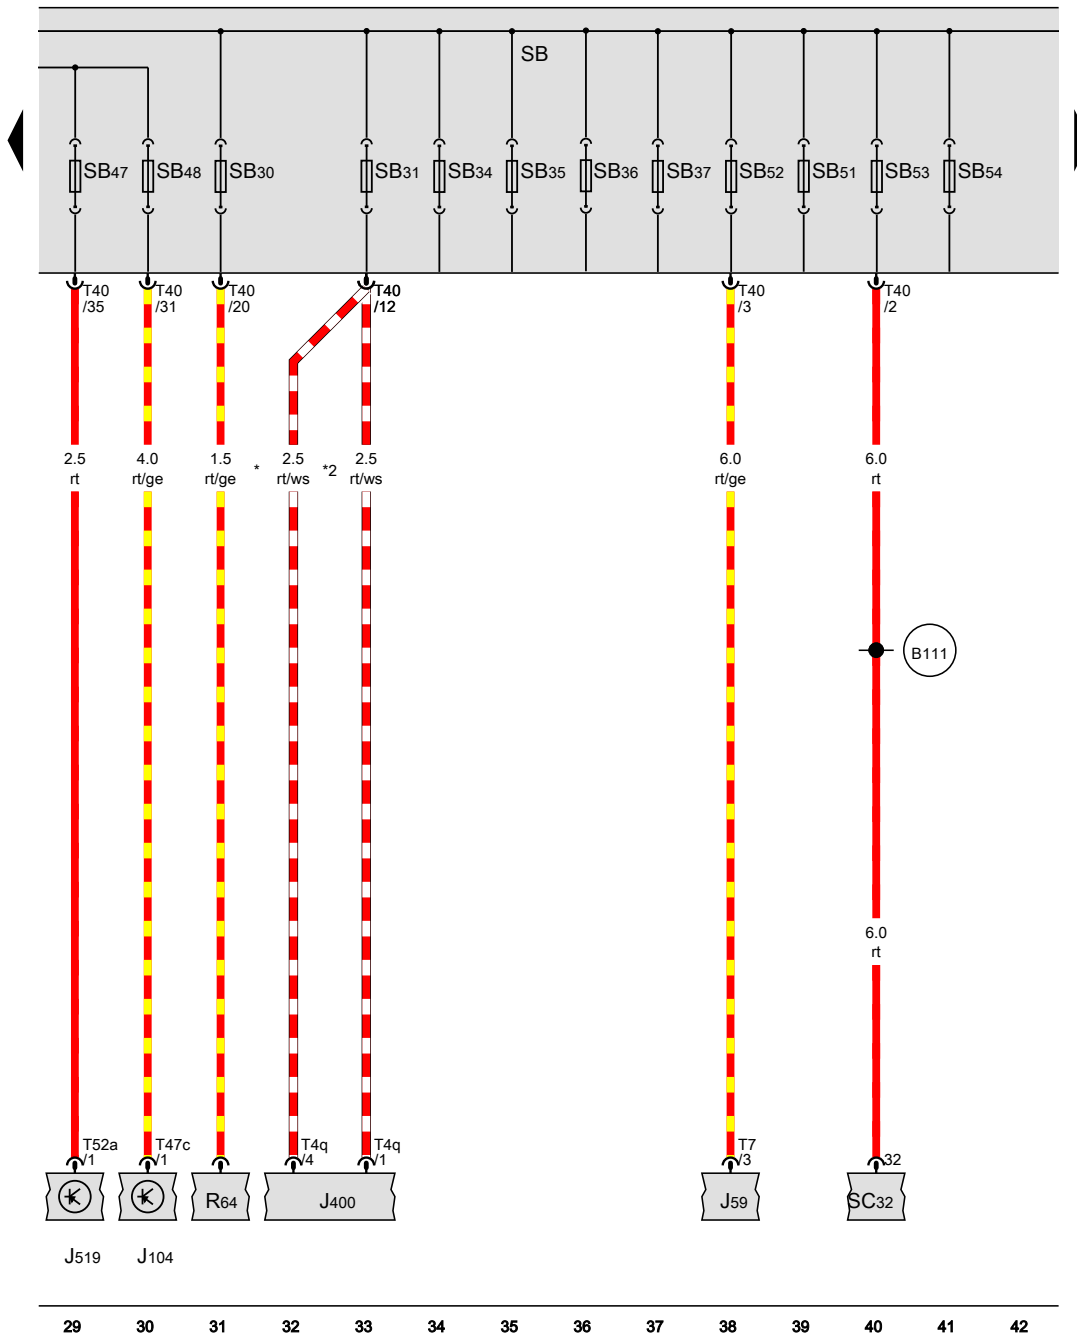 SB
SB47 SB48 SB30 SB31 SB34 SB35 SB36 SB37 SB52 SB51 SB53 SB54
T40 T40 T40 T40 T40 T40
/35 /31 /20 /12 /3 /2
2.5 4.0 1.5 * 2.5 *2 2.5 6.0 6.0
rt rt/ge rt/ge rt/ws rt/ws rt/ge rt
B111
6.0
rt
T52a T47c T4q T4q T7
/1 /1 /4 /1 /3 32
R64 J400 J59 SC32
J519 J104
29 30 31 32 33 34 35 36 37 38 39 40 41 42